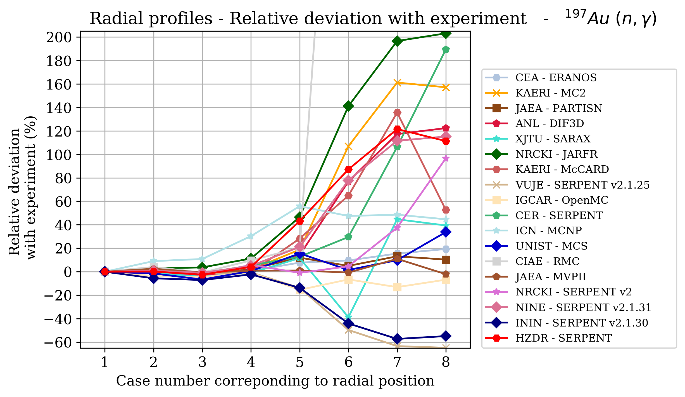 Radial profiles - Relative deviation with experiment - ¹⁹⁷Au (n, γ)
200
180
160
140
120
100
80
60
40
20
0
−20
−40
−60
Relative deviation
with experiment (%)
1 2 3 4 5 6 7 8
Case number correponding to radial position
CEA - ERANOS
KAERI - MC2
JAEA - PARTISN
ANL - DIF3D
XJTU - SARAX
NRCKI - JARFR
KAERI - McCARD
VUJE - SERPENT v2.1.25
IGCAR - OpenMC
CER - SERPENT
ICN - MCNP
UNIST - MCS
CIAE - RMC
JAEA - MVPII
NRCKI - SERPENT v2
NINE - SERPENT v2.1.31
ININ - SERPENT v2.1.30
HZDR - SERPENT